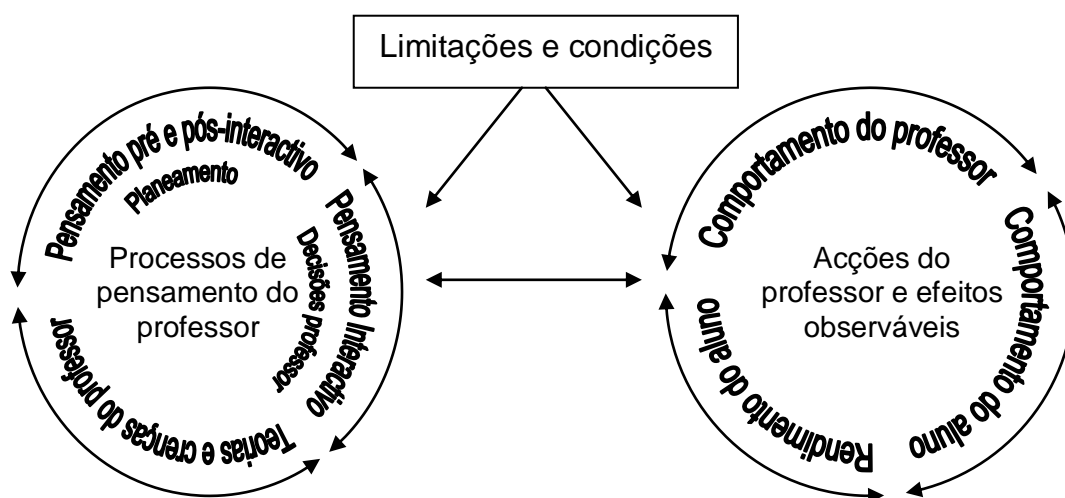 Limitações e condições
Pensamento pré e pós-interactivo
Planeamento
Pensamento Interactivo
Decisões professor
Teorias e crenças do professor
Processos de
pensamento do
professor
Comportamento do professor
Comportamento do aluno
Rendimento do aluno
Acções do
professor e efeitos
observáveis